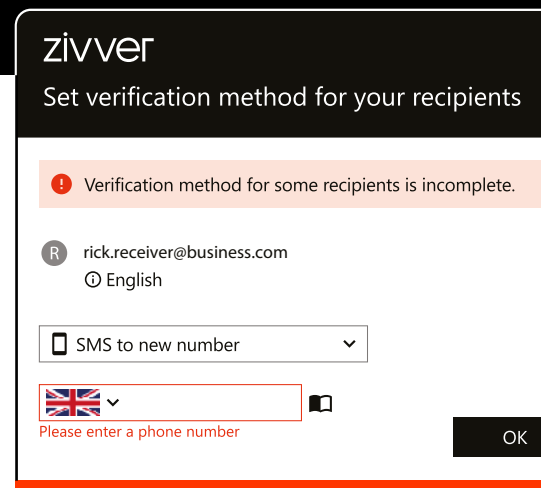 zivver
Set verification method for your recipients
Verification method for some recipients is incomplete.
R
rick.receiver@business.com
English
SMS to new number
Please enter a phone number
OK